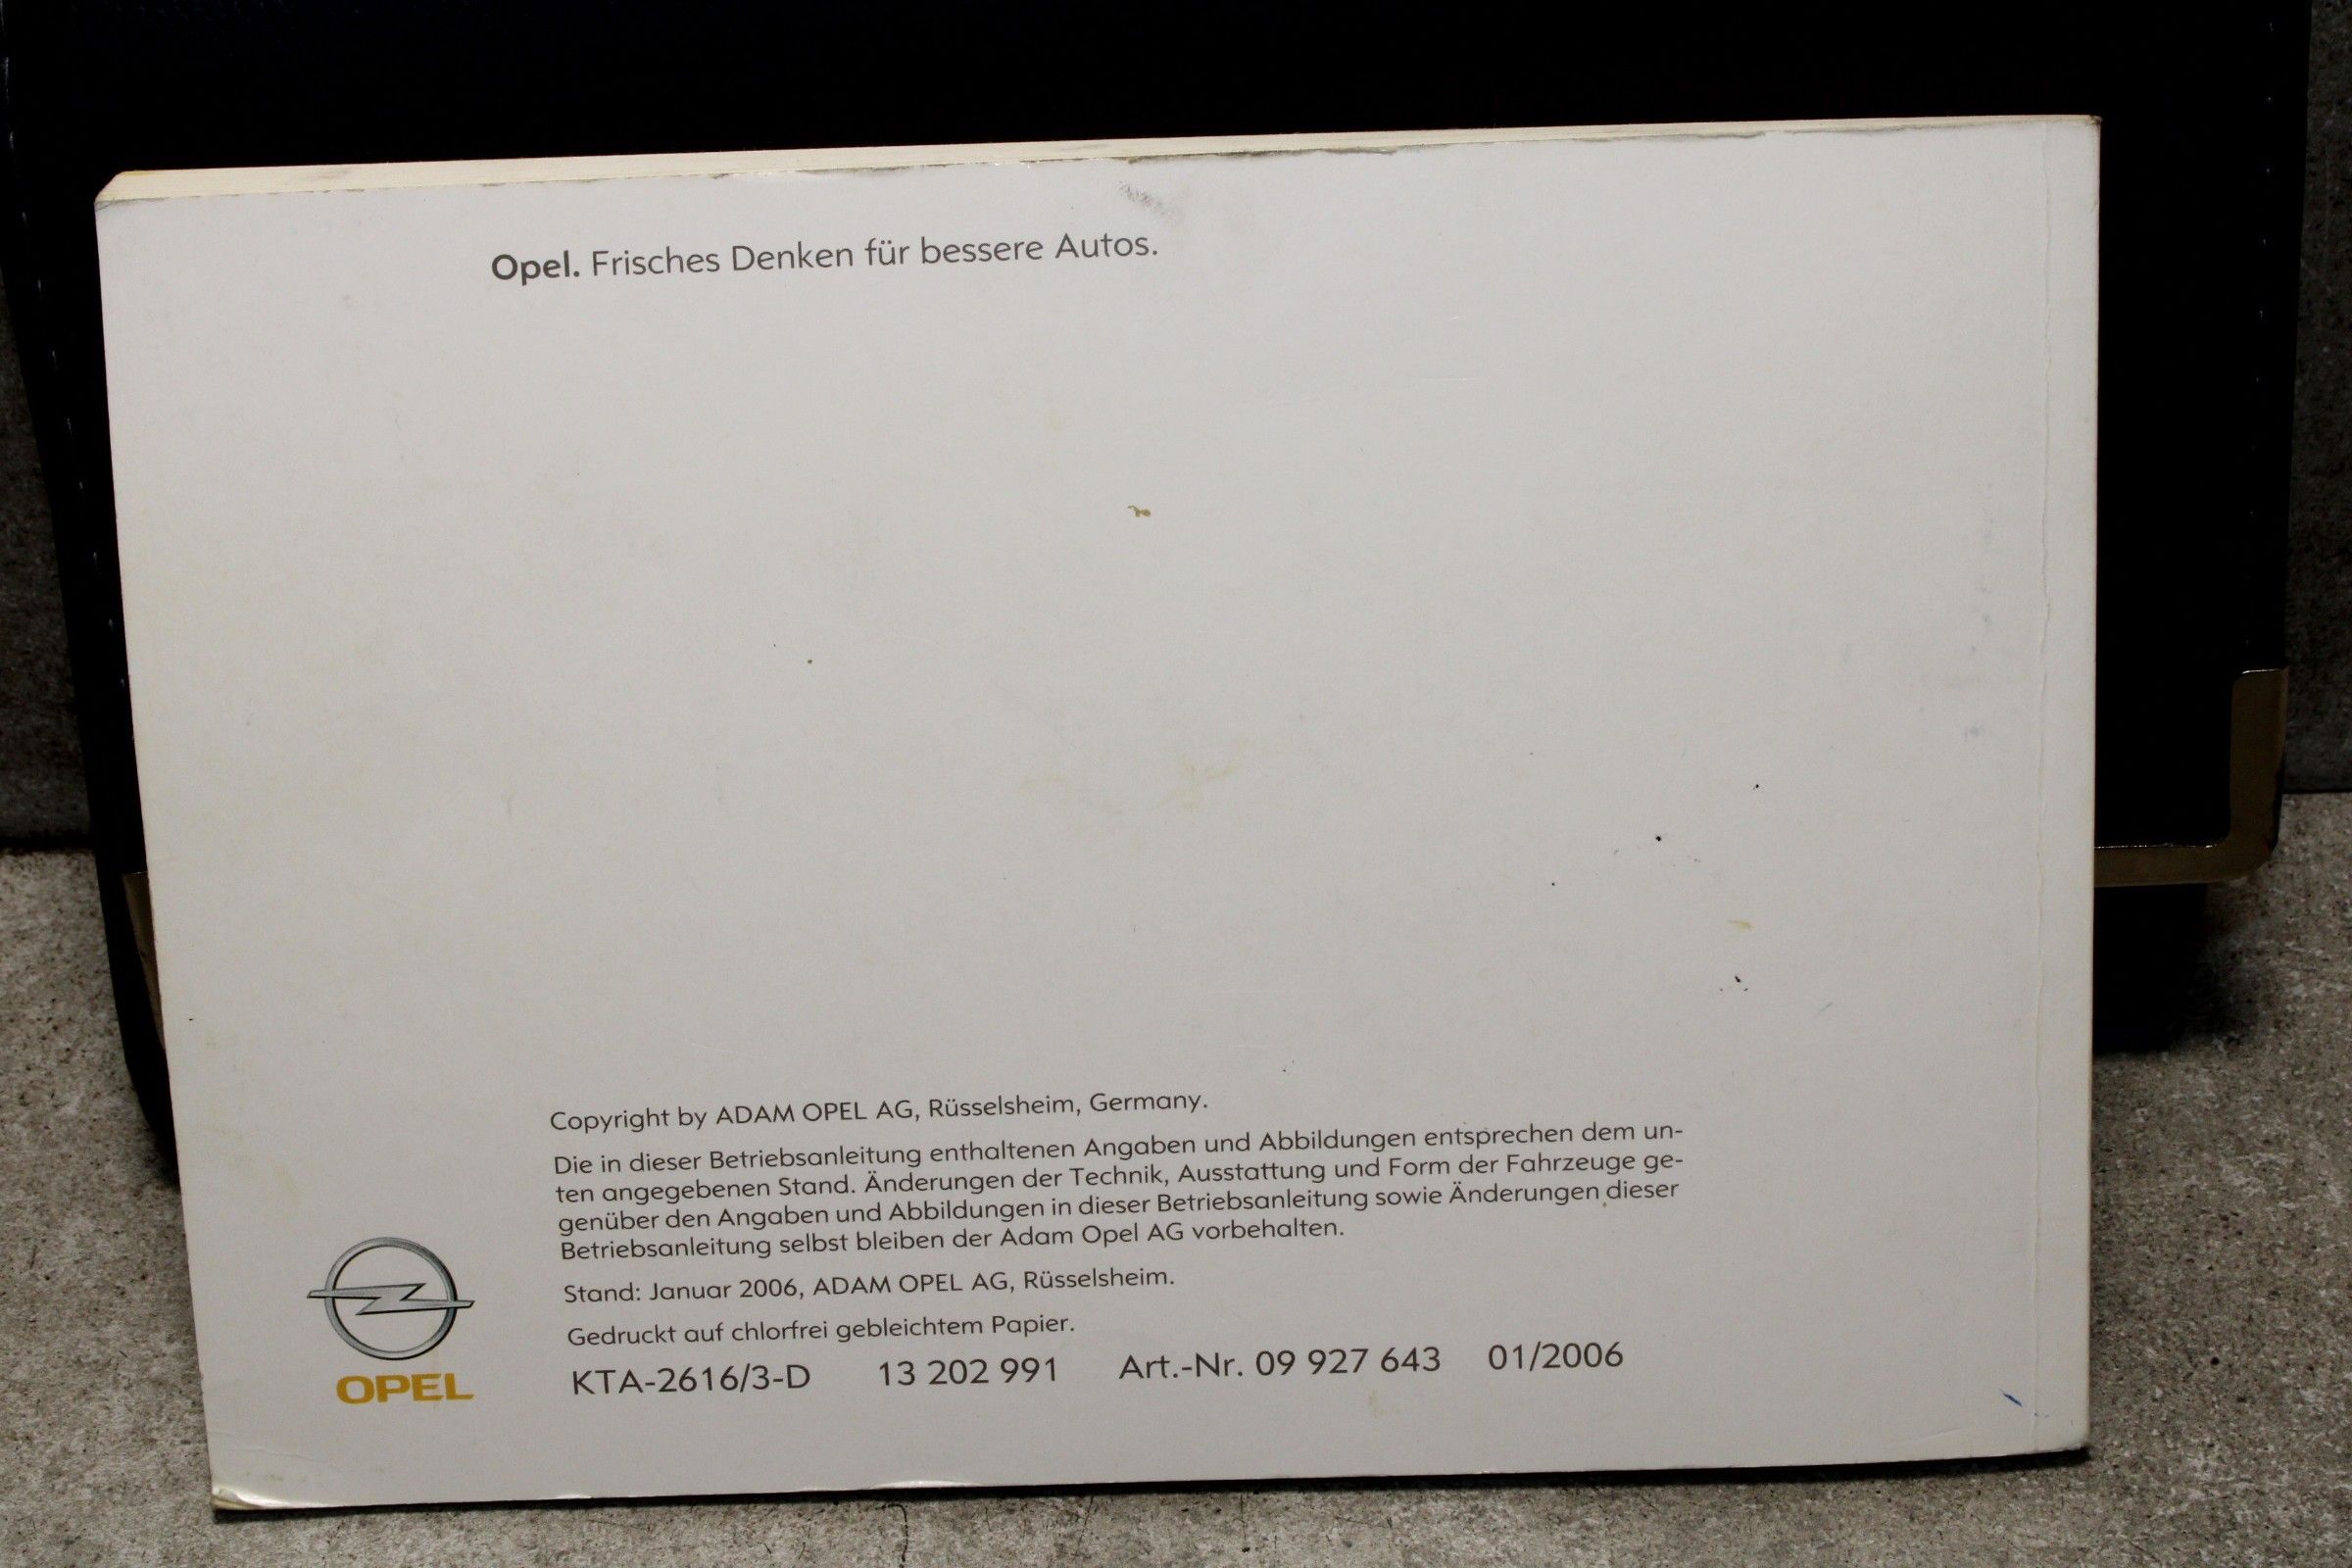 Opel. Frisches Denken für bessere Autos.
Copyright by ADAM OPEL AG, Rüsselsheim, Germany.
Die in dieser Betriebsanleitung enthaltenen Angaben und Abbildungen entsprechen dem un-
ten angegebenen Stand. Änderungen der Technik, Ausstattung und Form der Fahrzeuge ge-
genüber den Angaben und Abbildungen in dieser Betriebsanleitung sowie Änderungen dieser
Betriebsanleitung selbst bleiben der Adam Opel AG vorbehalten.
Stand: Januar 2006, ADAM OPEL AG, Rüsselsheim.
Gedruckt auf chlorfrei gebleichtem Papier.
KTA-2616/3-D 13 202 991 Art.-Nr. 09 927 643 01/2006
OPEL